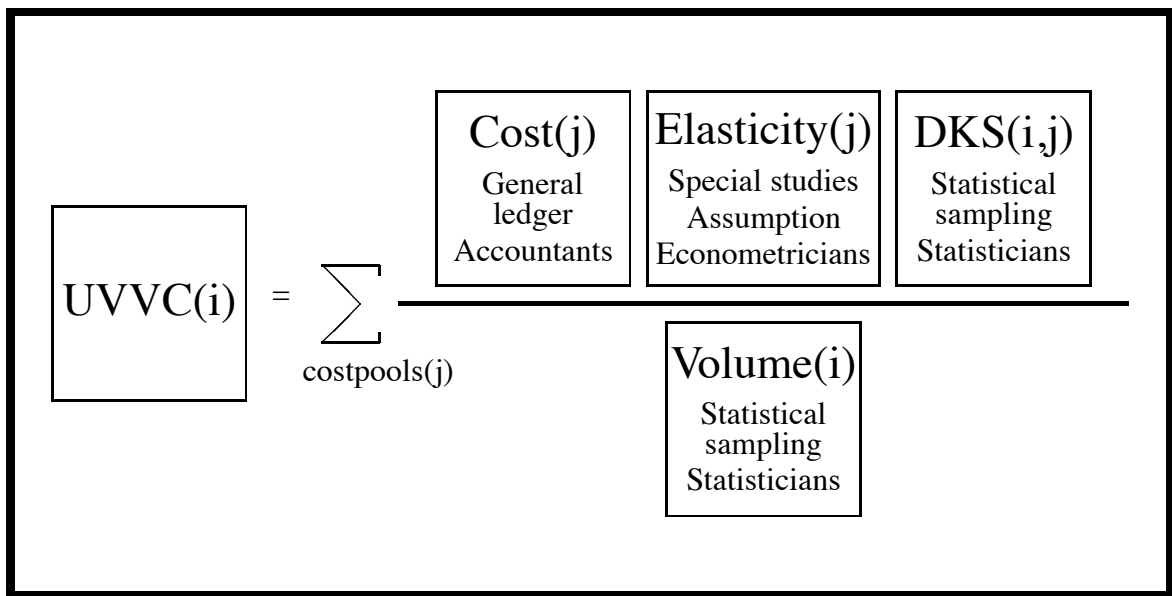 UVVC(i)
=
∑
costpools(j)
Cost(j)
General
ledger
Accountants
Elasticity(j)
Special studies
Assumption
Econometricians
DKS(i,j)
Statistical
sampling
Statisticians
Volume(i)
Statistical
sampling
Statisticians